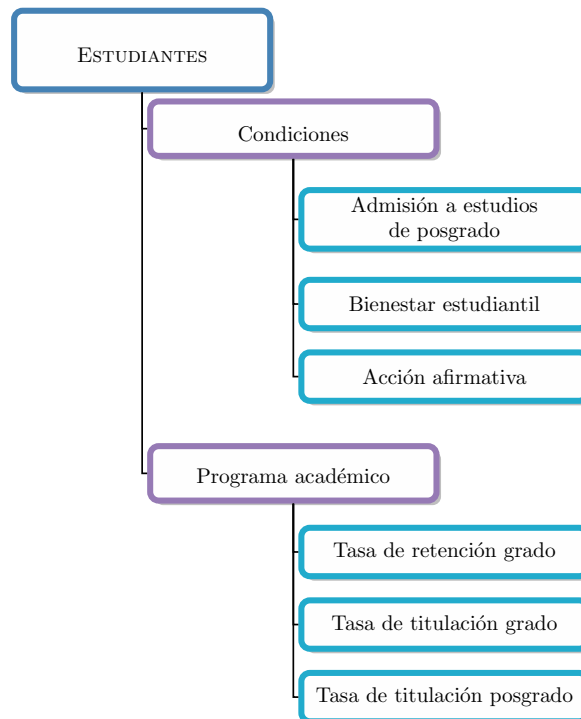 ESTUDIANTES
Condiciones
Admisión a estudios
de posgrado
Bienestar estudiantil
Acción afirmativa
Programa académico
Tasa de retención grado
Tasa de titulación grado
Tasa de titulación posgrado